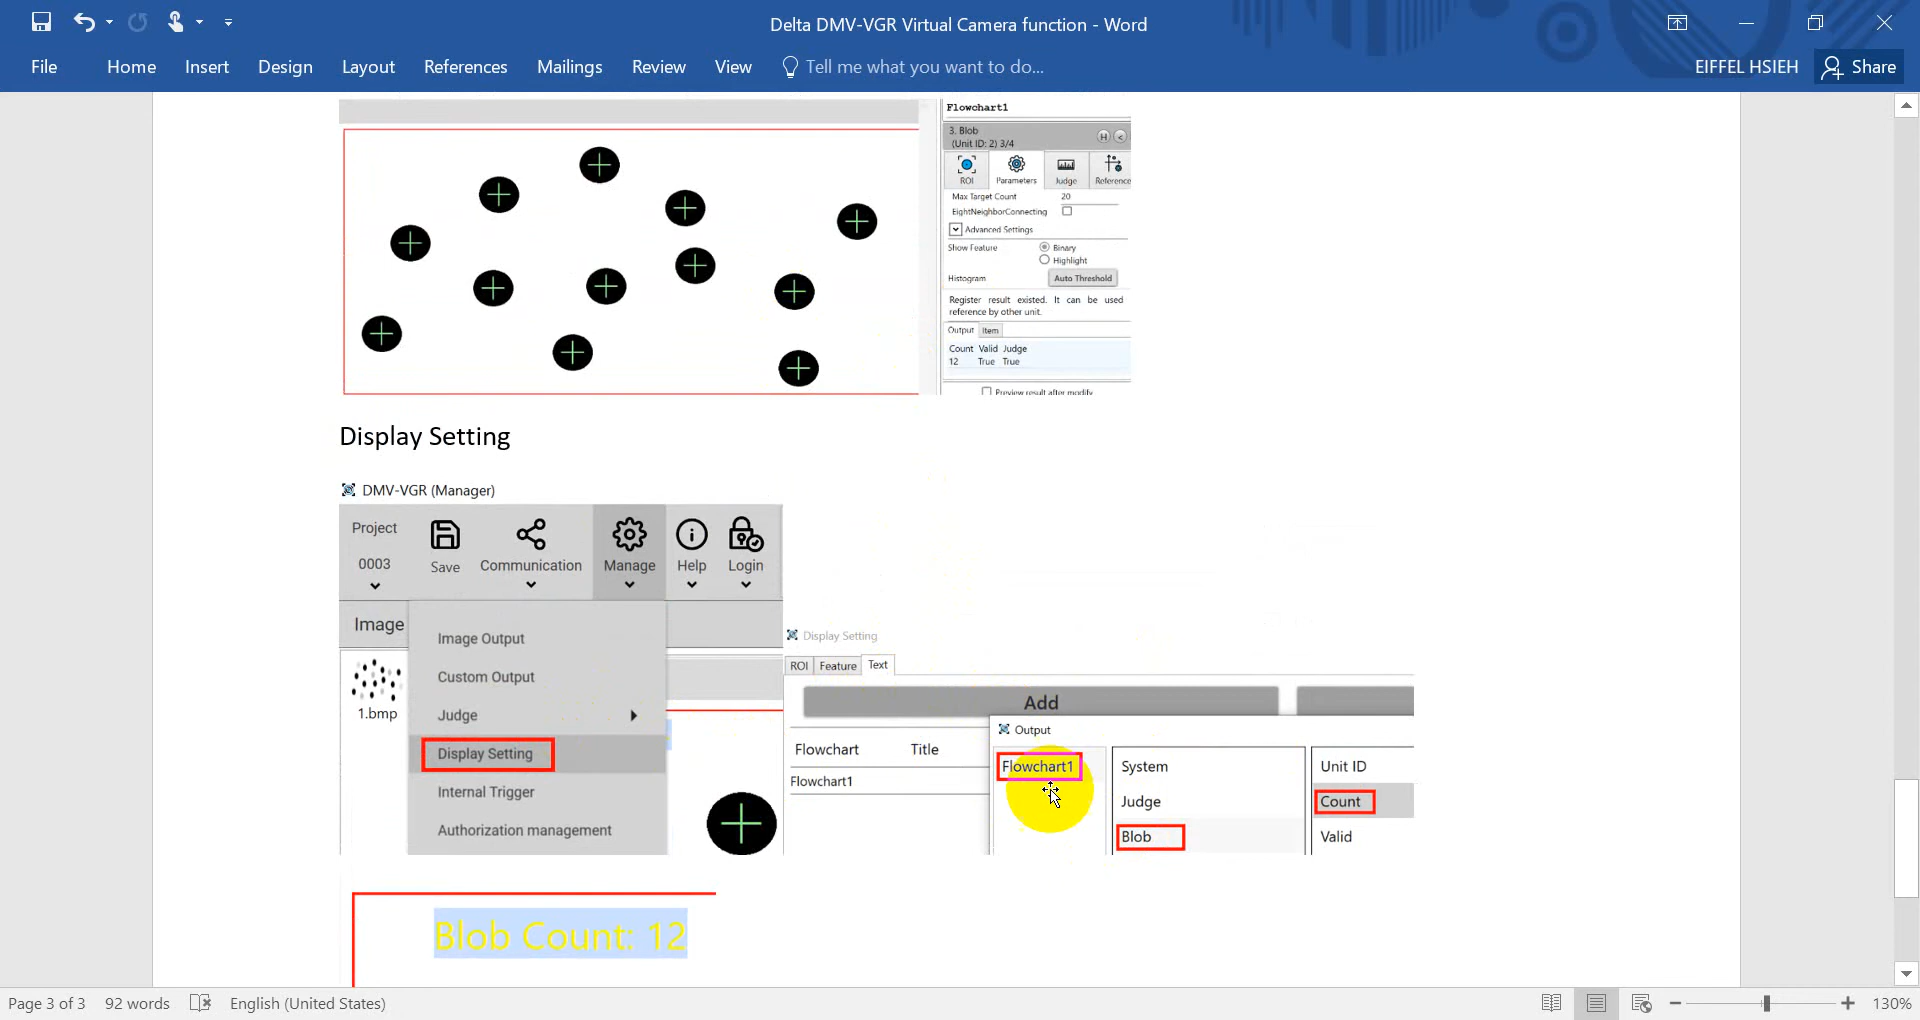 Delta DMV-VGR Virtual Camera function - Word
File Home Insert Design Layout References Mailings Review View Tell me what you want to do... EIFFEL HSIEH Share
Flowchart1
3. Blob
(Unit ID: 2) 3/4
H <
ROI Parameters Judge Reference
Max Target Count 20
EightNeighborConnecting
Advanced Settings
Show Feature Binary
Highlight
Histogram Auto Threshold
Register result existed. It can be used
reference by other unit.
Output Item
Count Valid Judge
12 True True
Preview result after modify
Display Setting
DMV-VGR (Manager)
Project
0003
Save Communication Manage Help Login
Image
1.bmp
Image Output
Custom Output
Judge
Display Setting
Internal Trigger
Authorization management
Display Setting
ROI Feature Text
Add
Flowchart Title
Flowchart1
Output
Flowchart1
System
Judge
Blob
Unit ID
Count
Valid
Blob Count: 12
Page 3 of 3 92 words English (United States) 130%